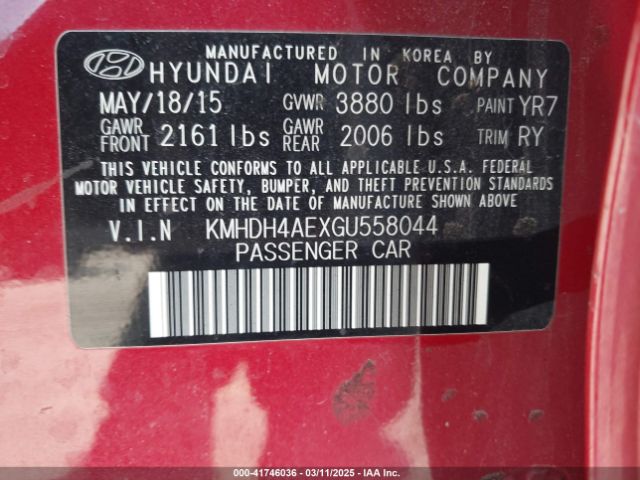 MANUFACTURED IN KOREA BY
HYUNDAI MOTOR COMPANY
MAY/18/15 GVWR 3880 lbs PAINT YR7
GAWR FRONT 2161 lbs GAWR REAR 2006 lbs TRIM RY
THIS VEHICLE CONFORMS TO ALL APPLICABLE U.S.A. FEDERAL
MOTOR VEHICLE SAFETY, BUMPER, AND THEFT PREVENTION STANDARDS
IN EFFECT ON THE DATE OF MANUFACTURE SHOWN ABOVE
V.I.N KMHDH4AEXGU558044
PASSENGER CAR
000-41746036 - 03/11/2025 - IAA Inc.